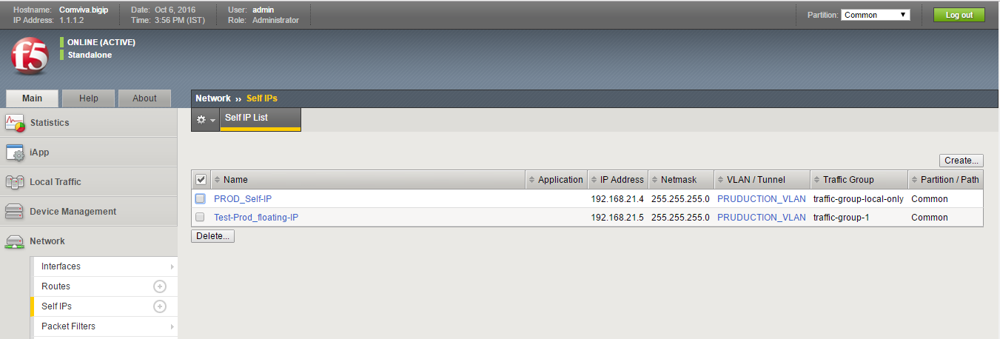 Hostname: Comviva.bigip Date: Oct 6, 2016 User: admin
IP Address: 1.1.1.2 Time: 3:56 PM (IST) Role: Administrator
Partition: Common Log out
f5
ONLINE (ACTIVE)
Standalone
Main Help About
Network ›› Self IPs
Self IP List
Statistics
iApp
Local Traffic
Device Management
Network
Interfaces
Routes
Self IPs
Packet Filters
Create...
Name Application IP Address Netmask VLAN / Tunnel Traffic Group Partition / Path
PROD_Self-IP 192.168.21.4 255.255.255.0 PRUDUCTION_VLAN traffic-group-local-only Common
Test-Prod_floating-IP 192.168.21.5 255.255.255.0 PRUDUCTION_VLAN traffic-group-1 Common
Delete...